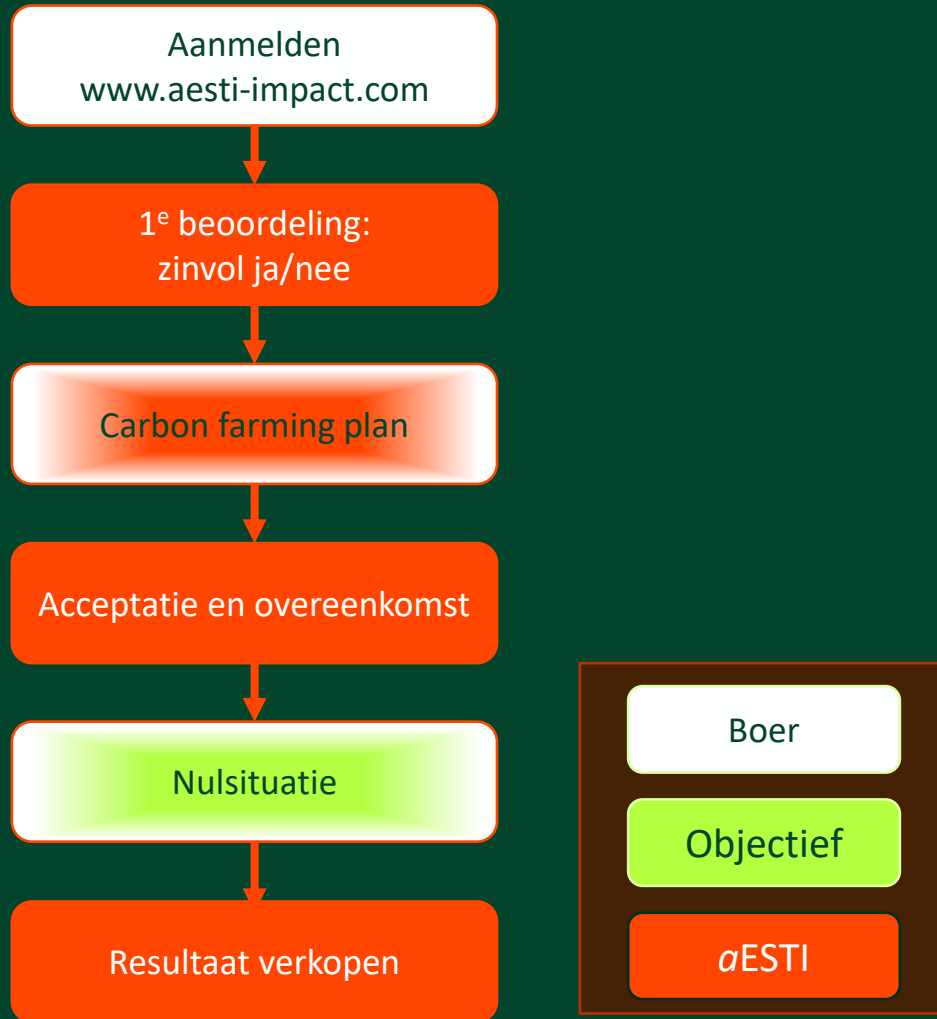 Aanmelden
www.aesti-impact.com
1e beoordeling:
zinvol ja/nee
Carbon farming plan
Acceptatie en overeenkomst
Nulsituatie
Resultaat verkopen
Boer
Objectief
aESTI